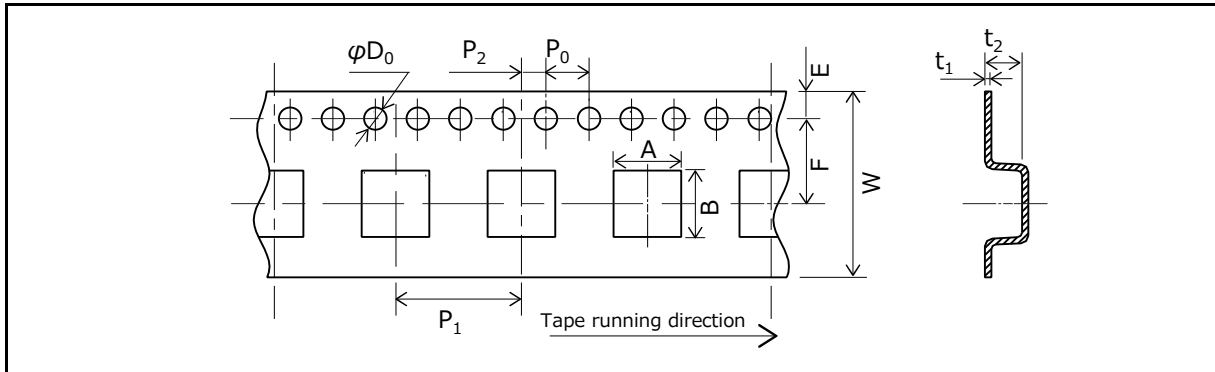 φD₀
P₂
P₀
E
t₁
t₂
A
B
F
W
P₁
Tape running direction